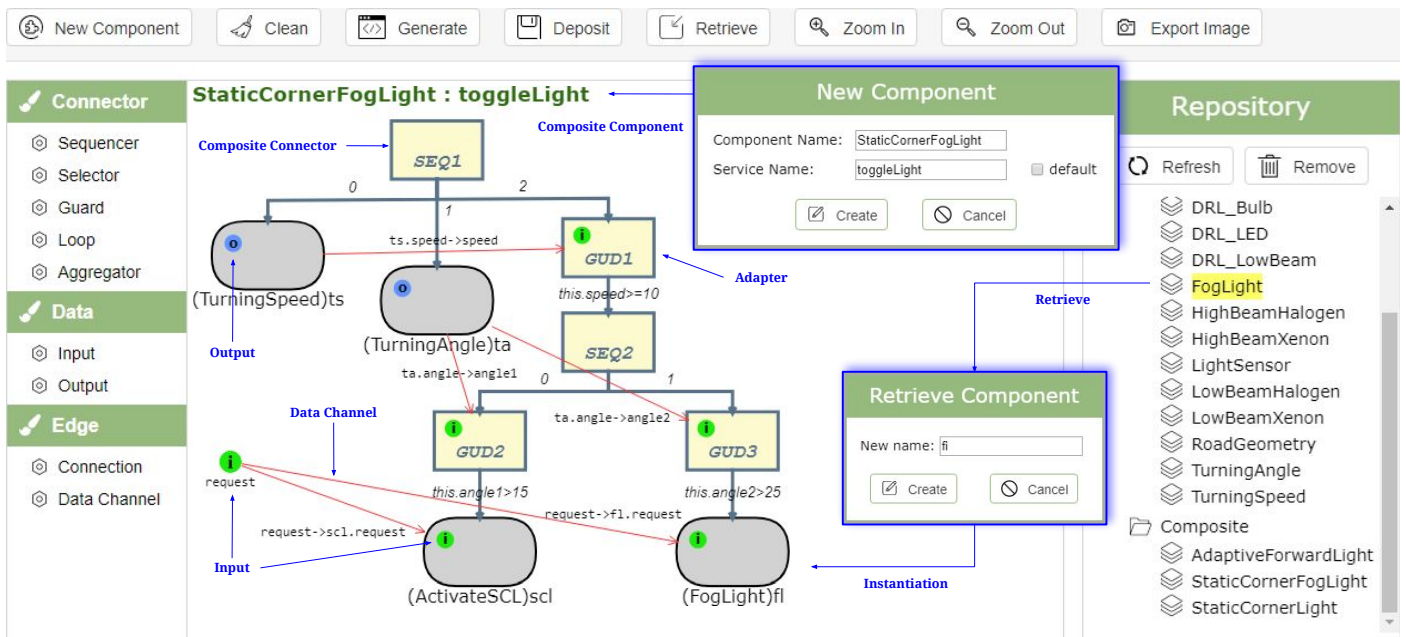 New Component
Clean
Generate
Deposit
Retrieve
Zoom In
Zoom Out
Export Image
Connector
Sequencer
Selector
Guard
Loop
Aggregator
Data
Input
Output
Edge
Connection
Data Channel
StaticCornerFogLight : toggleLight
Composite Component
Composite Connector
SEQ1
0
1
2
o
(TurningSpeed)ts
ts.speed->speed
i
GUD1
Adapter
this.speed>=10
o
(TurningAngle)ta
Output
SEQ2
ta.angle->angle1
0
1
ta.angle->angle2
Data Channel
i
GUD2
i
GUD3
i
request
this.angle1>15
this.angle2>25
request->scl.request
request->fl.request
Input
i
(ActivateSCL)scl
i
(FogLight)fl
Instantiation
New Component
Component Name: StaticCornerFogLight
Service Name: toggleLight
default
Create
Cancel
Retrieve
Retrieve Component
New name: fl
Create
Cancel
Repository
Refresh
Remove
DRL_Bulb
DRL_LED
DRL_LowBeam
FogLight
HighBeamHalogen
HighBeamXenon
LightSensor
LowBeamHalogen
LowBeamXenon
RoadGeometry
TurningAngle
TurningSpeed
Composite
AdaptiveForwardLight
StaticCornerFogLight
StaticCornerLight